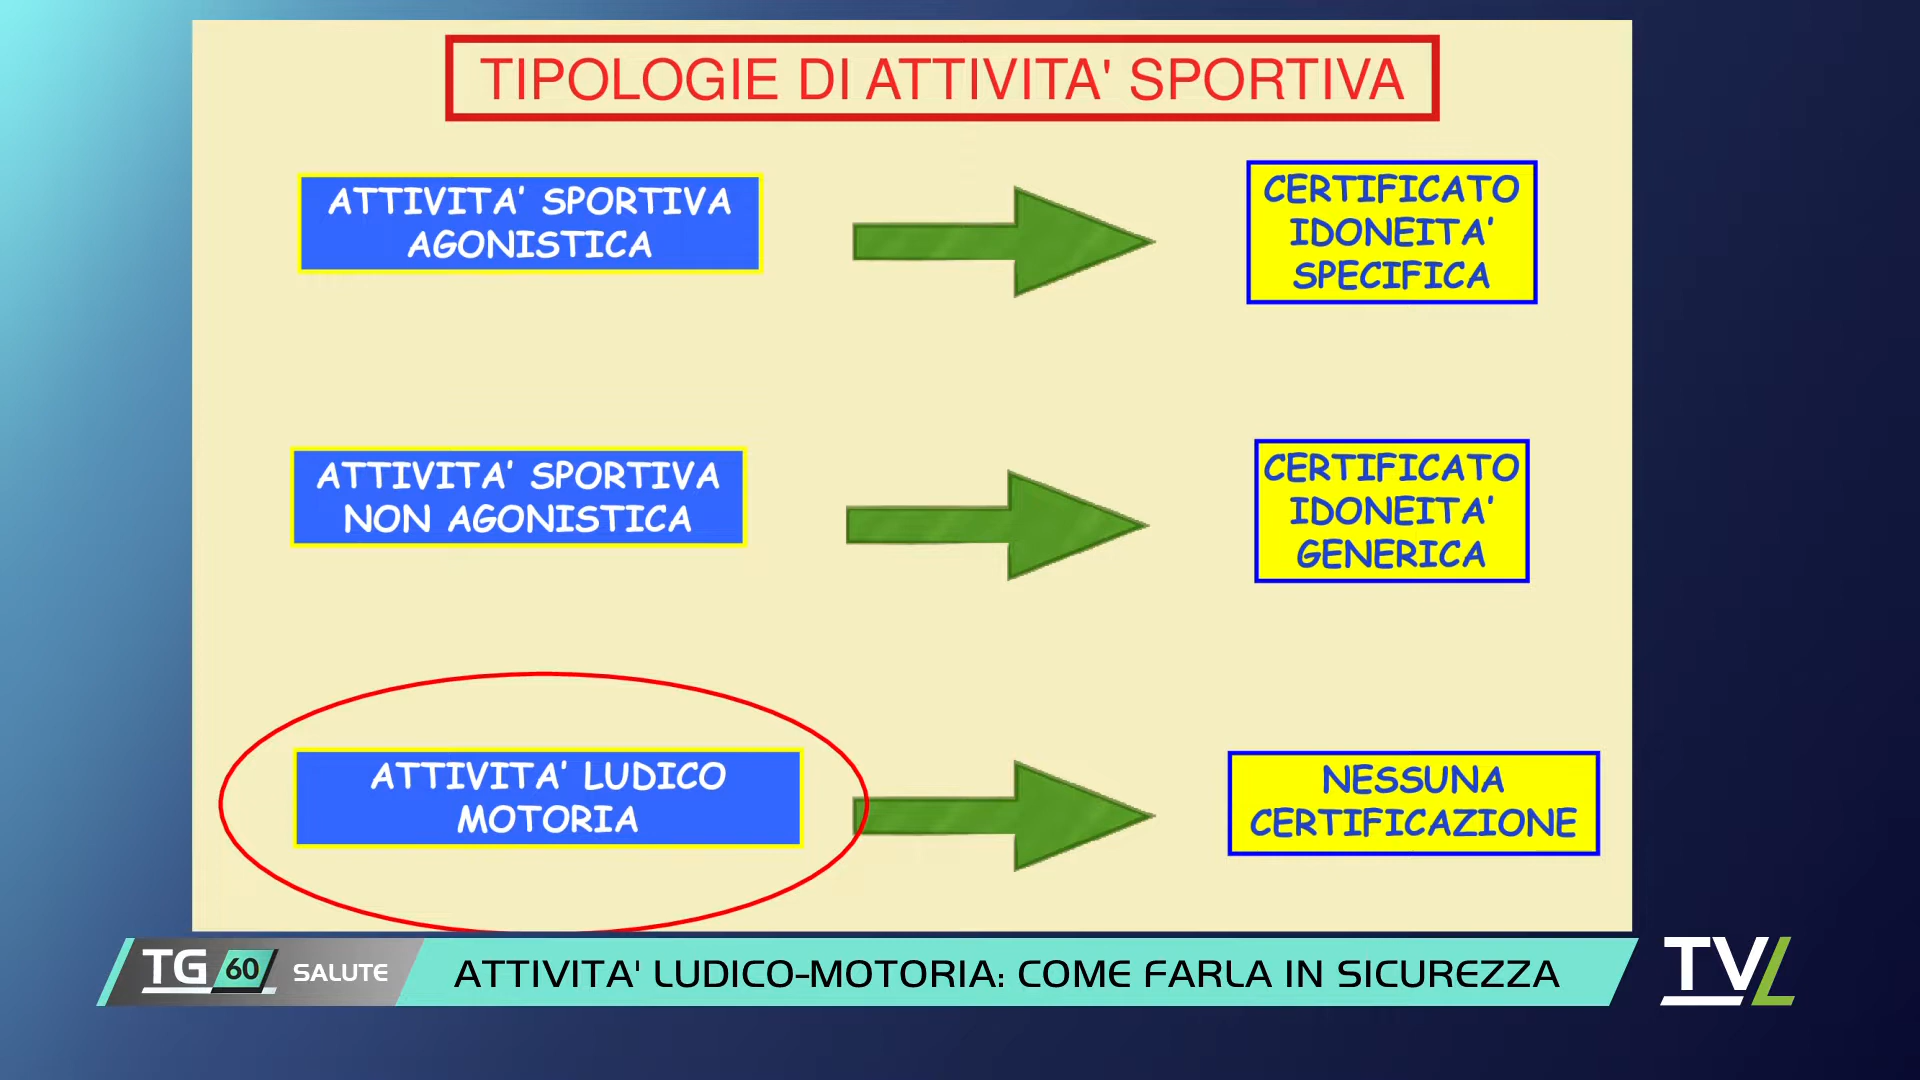 TIPOLOGIE DI ATTIVITA' SPORTIVA
ATTIVITA’ SPORTIVA
AGONISTICA
CERTIFICATO
IDONEITA’
SPECIFICA
ATTIVITA’ SPORTIVA
NON AGONISTICA
CERTIFICATO
IDONEITA’
GENERICA
ATTIVITA’ LUDICO
MOTORIA
NESSUNA
CERTIFICAZIONE
TG 60 SALUTE
ATTIVITA' LUDICO-MOTORIA: COME FARLA IN SICUREZZA
TVL